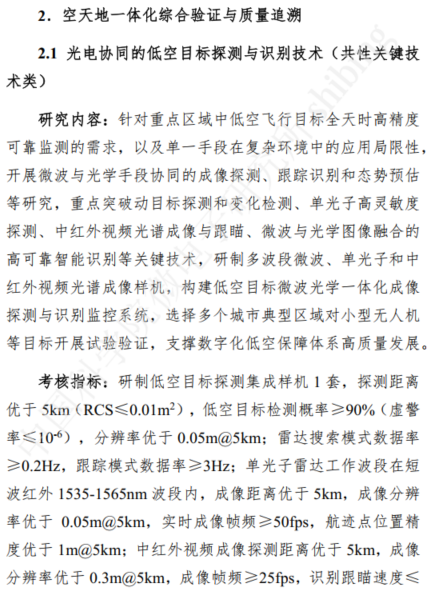 2. 空天地一体化综合验证与质量追溯
2.1 光电协同的低空目标探测与识别技术（共性关键技
术类）
研究内容：针对重点区域中低空飞行目标全天时高精度
可靠监测的需求，以及单一手段在复杂环境中的应用局限性，
开展微波与光学手段协同的成像探测、跟踪识别和态势预估
等研究，重点突破动目标探测和变化检测、单光子高灵敏度
探测、中红外视频光谱成像与跟瞄、微波与光学图像融合的
高可靠智能识别等关键技术，研制多波段微波、单光子和中
红外视频光谱成像样机，构建低空目标微波光学一体化成像
探测与识别监控系统，选择多个城市典型区域对小型无人机
等目标开展试验验证，支撑数字化低空保障体系高质量发展。
考核指标：研制低空目标探测集成样机 1 套，探测距离
优于 5km（RCS≤0.01m²），低空目标检测概率≥90%（虚警
率≤10⁻⁶），分辨率优于 0.05m@5km；雷达搜索模式数据率
≥0.2Hz，跟踪模式数据率≥3Hz；单光子雷达工作波段在短
波红外 1535-1565nm 波段内，成像距离优于 5km，成像分辨
率优于 0.05m@5km，实时成像帧频≥50fps，航迹点位置精
度优于 1m@5km；中红外视频成像探测距离优于 5km，成像
分辨率优于 0.3m@5km，成像帧频≥25fps，识别跟瞄速度≤